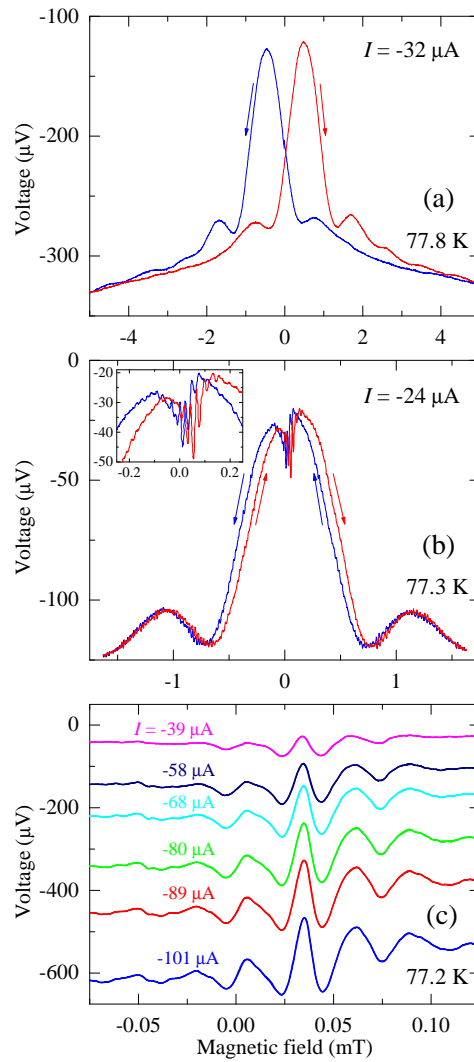 -100
I = -32 µA
-200
Voltage (µV)
(a)
-300
77.8 K
-4
-2
0
2
4
0
-20
I = -24 µA
-30
-40
-50
-0.2
0.0
0.2
-50
Voltage (µV)
(b)
-100
77.3 K
-1
0
1
0
I = -39 µA
-58 µA
-200
-68 µA
-80 µA
Voltage (µV)
-400
-89 µA
(c)
-101 µA
-600
77.2 K
-0.05
0.00
0.05
0.10
Magnetic field (mT)